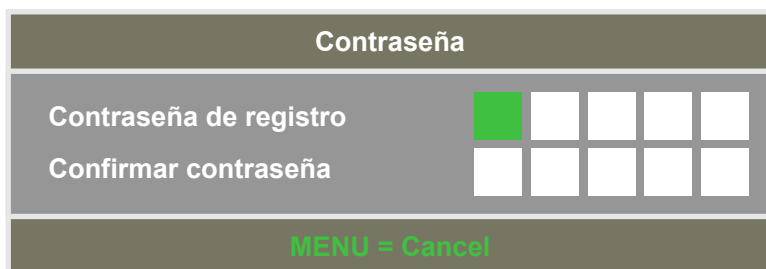 Contraseña
Contraseña de registro
Confirmar contraseña
MENU = Cancel